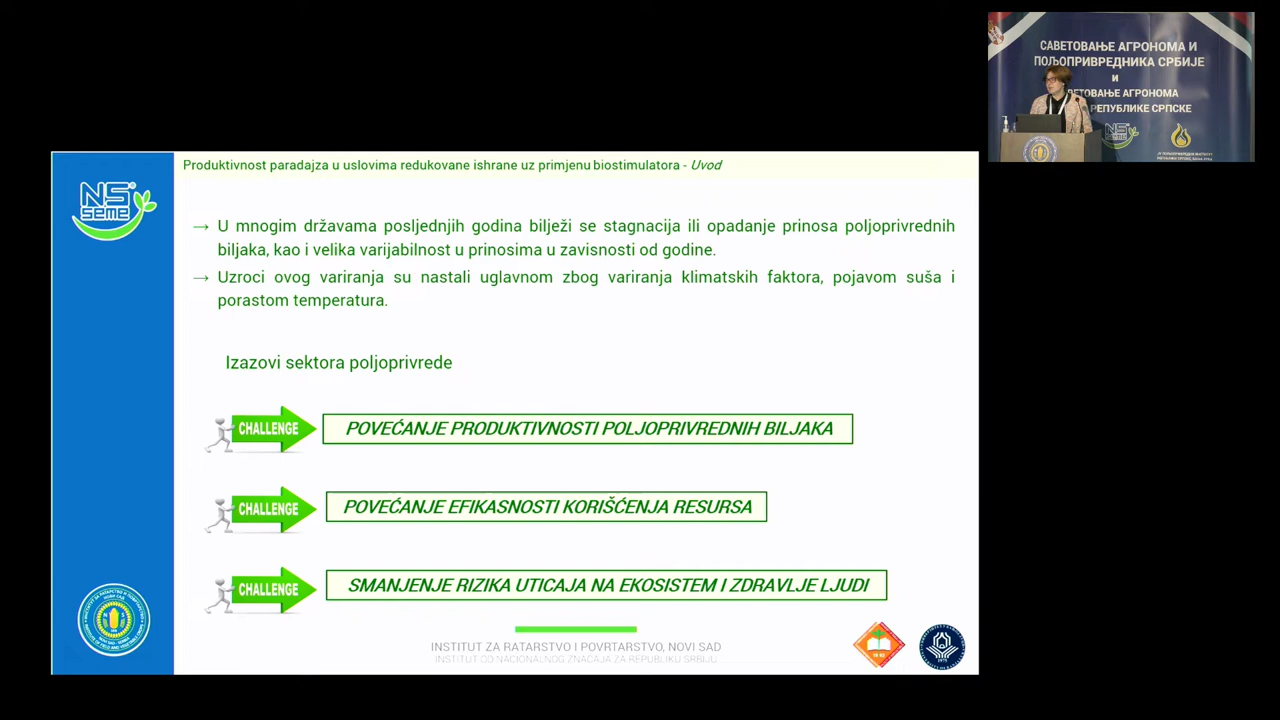 САВЕТОВАЊЕ АГРОНОМА И
ПОЉОПРИВРЕДНИКА СРБИЈЕ
И
ВЕТОВАЊЕ АГРОНОМА
РЕПУБЛИКЕ СРПСКЕ
NS
Produktivnost paradajza u uslovima redukovane ishrane uz primjenu biostimulatora - Uvod
NS®
seme
→ U mnogim državama posljednjih godina bilježi se stagnacija ili opadanje prinosa poljoprivrednih
biljaka, kao i velika varijabilnost u prinosima u zavisnosti od godine.
→ Uzroci ovog variranja su nastali uglavnom zbog variranja klimatskih faktora, pojavom suša i
porastom temperatura.
Izazovi sektora poljoprivrede
CHALLENGE POVEĆANJE PRODUKTIVNOSTI POLJOPRIVREDNIH BILJAKA
CHALLENGE POVEĆANJE EFIKASNOSTI KORIŠĆENJA RESURSA
CHALLENGE SMANJENJE RIZIKA UTICAJA NA EKOSISTEM I ZDRAVLJE LJUDI
INSTITUT ZA RATARSTVO I POVRTARSTVO, NOVI SAD
INSTITUT OD NACIONALNOG ZNAČAJA ZA REPUBLIKU SRBIJU